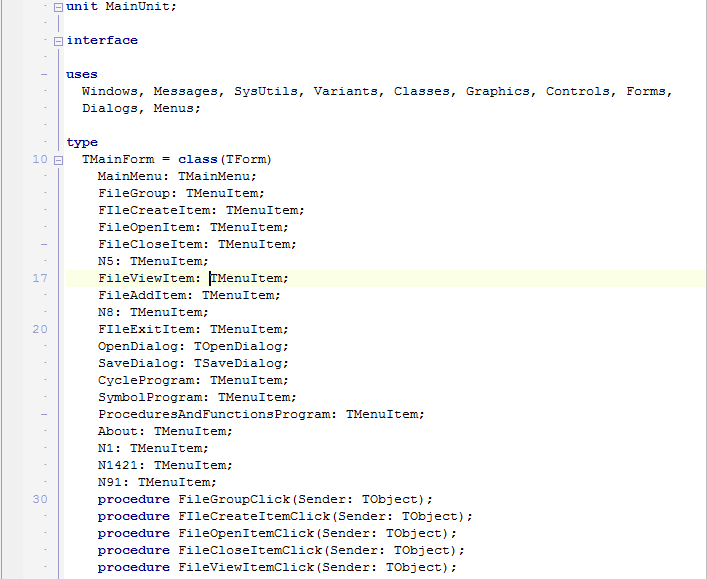 unit MainUnit;
interface
uses
Windows, Messages, SysUtils, Variants, Classes, Graphics, Controls, Forms,
Dialogs, Menus;
type
10 TMainForm = class(TForm)
MainMenu: TMainMenu;
FileGroup: TMenuItem;
FIleCreateItem: TMenuItem;
FileOpenItem: TMenuItem;
FileCloseItem: TMenuItem;
N5: TMenuItem;
17 FileViewItem: TMenuItem;
FileAddItem: TMenuItem;
N8: TMenuItem;
20 FIleExitItem: TMenuItem;
OpenDialog: TOpenDialog;
SaveDialog: TSaveDialog;
CycleProgram: TMenuItem;
SymbolProgram: TMenuItem;
ProceduresAndFunctionsProgram: TMenuItem;
About: TMenuItem;
N1: TMenuItem;
N1421: TMenuItem;
N91: TMenuItem;
30 procedure FileGroupClick(Sender: TObject);
procedure FIleCreateItemClick(Sender: TObject);
procedure FileOpenItemClick(Sender: TObject);
procedure FileCloseItemClick(Sender: TObject);
procedure FileViewItemClick(Sender: TObject);